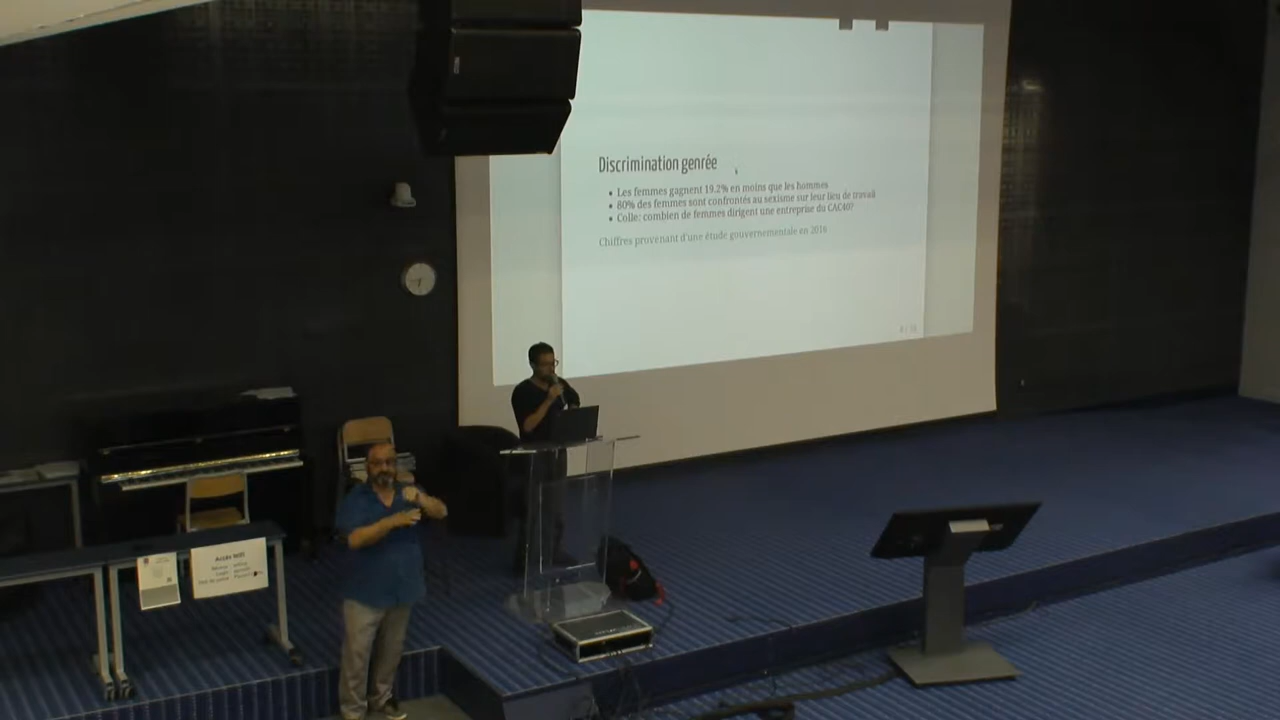 Discrimination genrée
Les femmes gagnent 19.2% en moins que les hommes
80% des femmes sont confrontés au sexisme sur leur lieu de travail
Colle: combien de femmes dirigent une entreprise du CAC40?
Chiffres provenant d'une étude gouvernementale en 2016
Accès WiFi